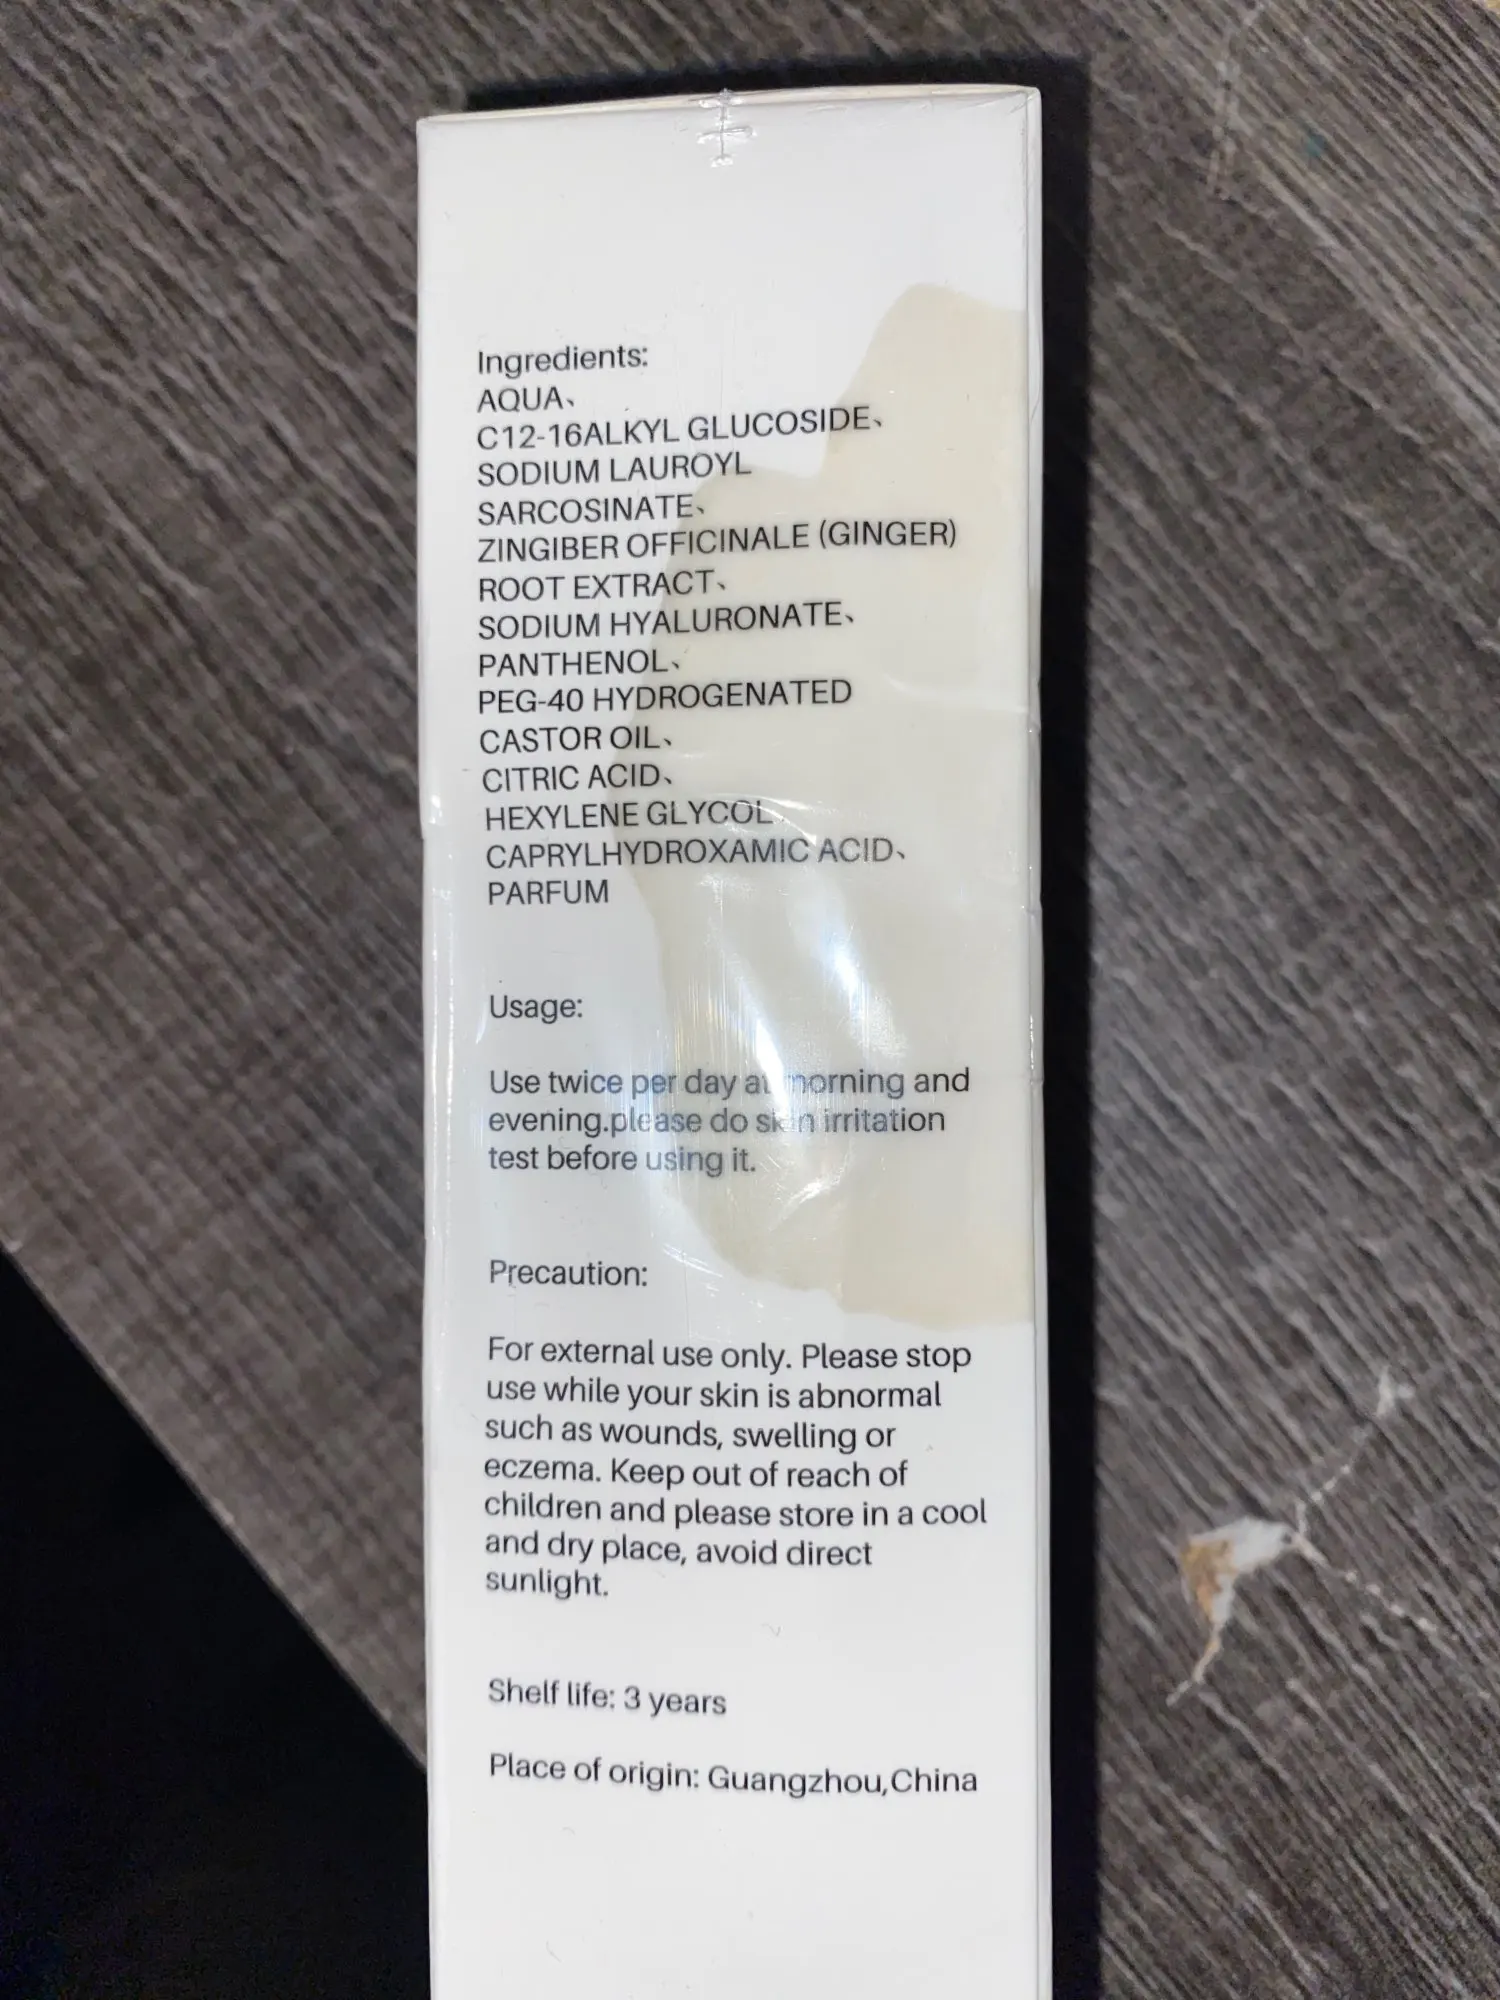 Ingredients:
AQUA、
C12-16ALKYL GLUCOSIDE、
SODIUM LAUROYL
SARCOSINATE、
ZINGIBER OFFICINALE (GINGER)
ROOT EXTRACT、
SODIUM HYALURONATE、
PANTHENOL、
PEG-40 HYDROGENATED
CASTOR OIL、
CITRIC ACID、
HEXYLENE GLYCOL、
CAPRYLHYDROXAMIC ACID、
PARFUM
Usage:
Use twice per day at morning and
evening.please do skin irritation
test before using it.
Precaution:
For external use only. Please stop
use while your skin is abnormal
such as wounds, swelling or
eczema. Keep out of reach of
children and please store in a cool
and dry place, avoid direct
sunlight.
Shelf life: 3 years
Place of origin: Guangzhou,China